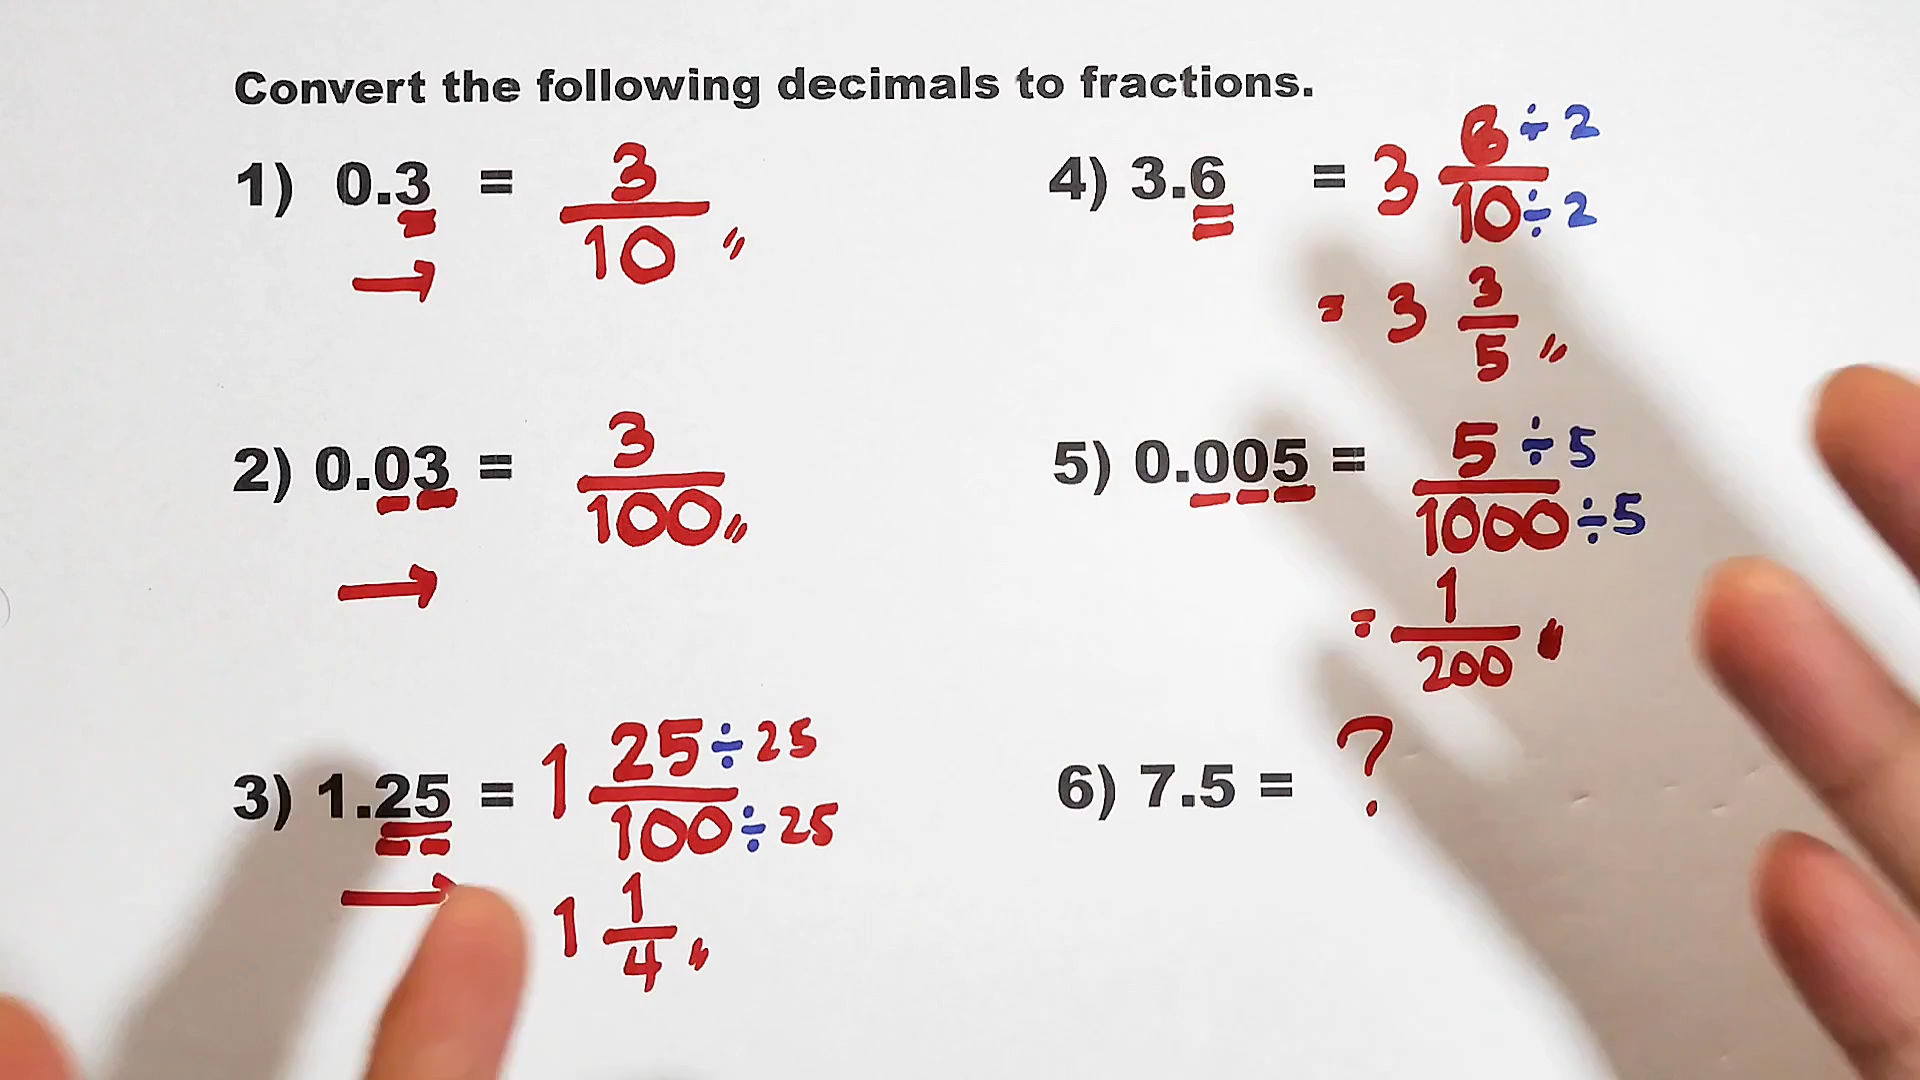 Convert the following decimals to fractions.
1) 0.3 = 3/10 〃
2) 0.03 = 3/100 〃
3) 1.25 = 1 25÷25/100÷25
1 1/4 〃
4) 3.6 = 3 6÷2/10÷2
= 3 3/5 〃
5) 0.005 = 5÷5/1000÷5
= 1/200 〃
6) 7.5 = ?